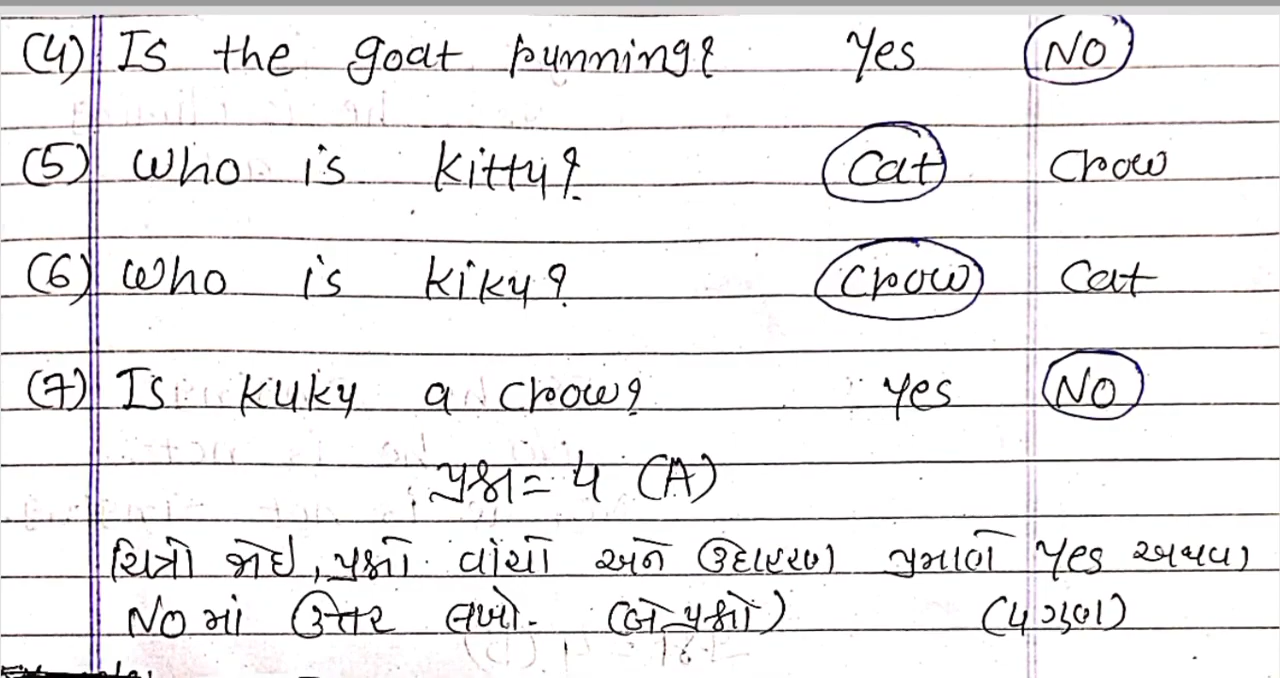 (4) Is the goat running? Yes NO
(5) Who is kitty? Cat Crow
(6) Who is kiky? Crow Cat
(7) Is Kuky a crow? yes NO
પ્રશ્ન = 4 (A)
ચિત્રો જોઈ, પ્રશ્નો વાંચો અને ઉદાહરણ પ્રમાણે Yes અથવા
NO માં ઉત્તર લખો. (બે પ્રશ્નો) (4 ગુણ)